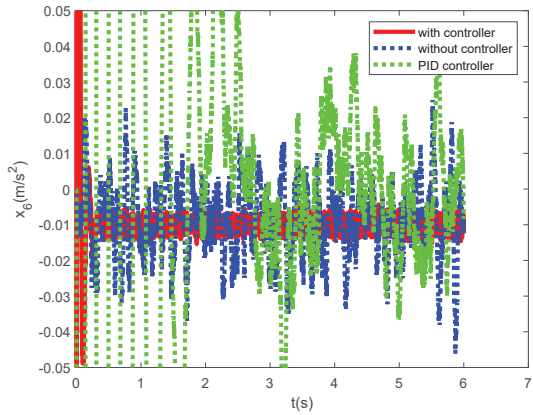 0.05
0.04
0.03
0.02
0.01
0
-0.01
-0.02
-0.03
-0.04
-0.05
x6(m/s2)
with controller
without controller
PID controller
0 1 2 3 4 5 6 7
t(s)